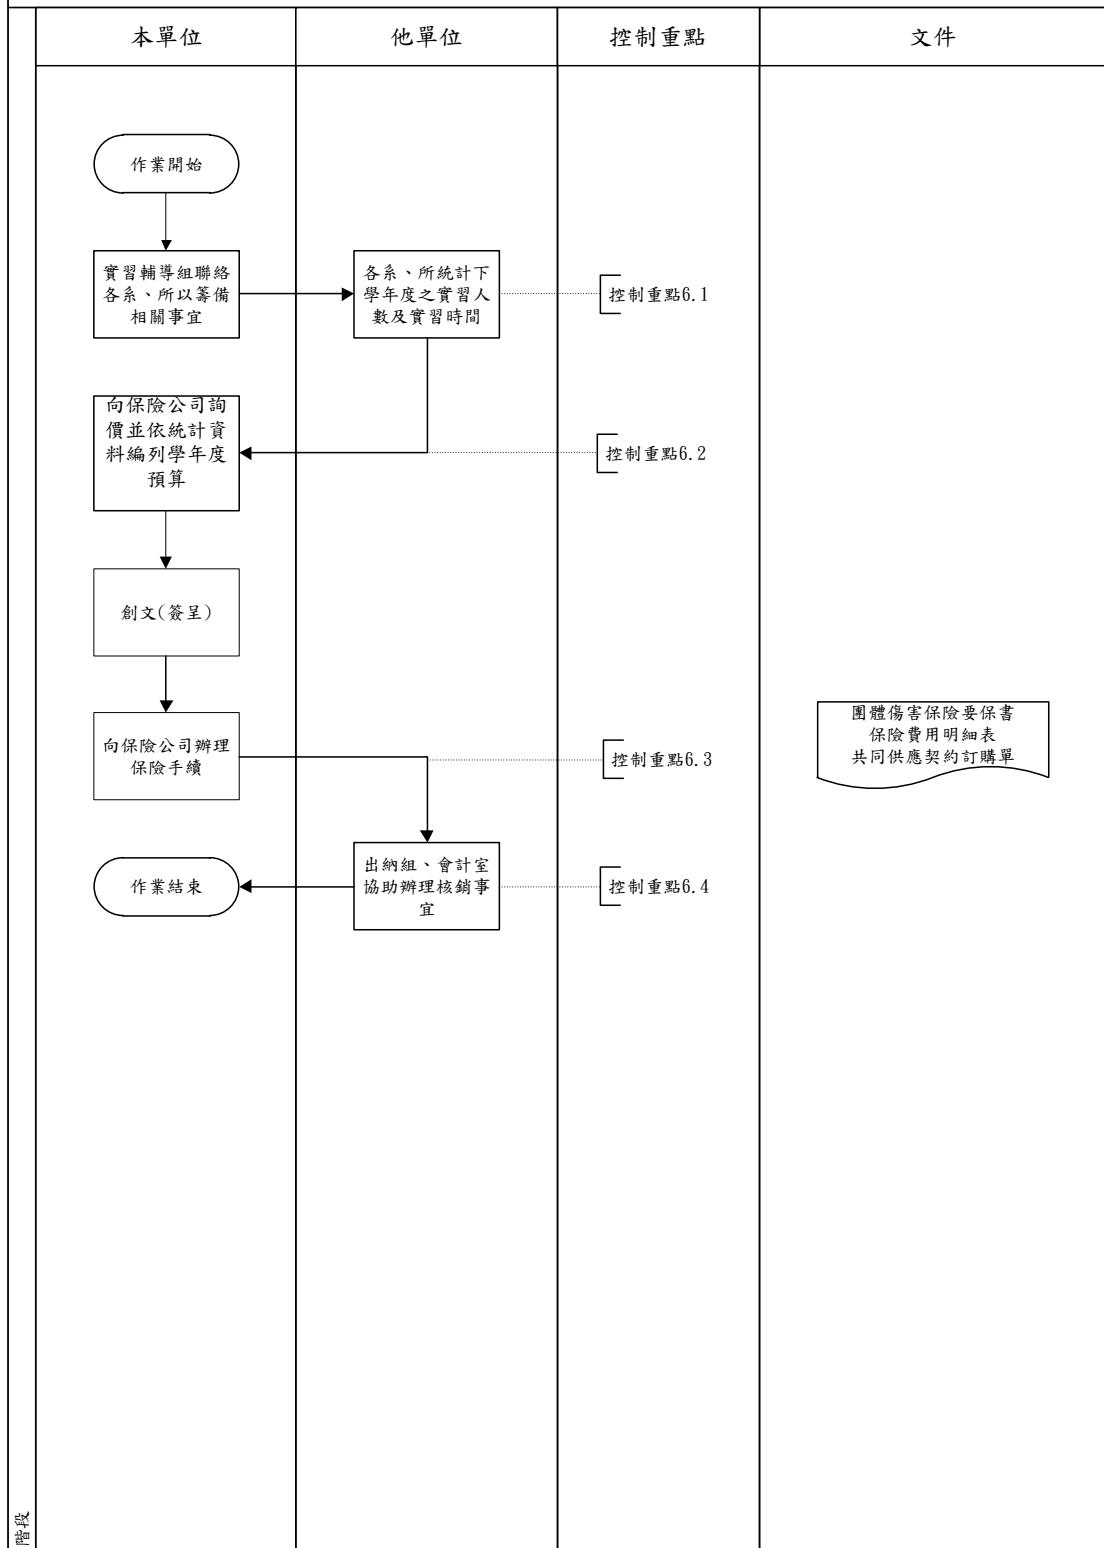 本單位
他單位
控制重點
文件
作業開始
實習輔導組聯絡
各系、所以籌備
相關事宜
各系、所統計下
學年度之實習人
數及實習時間
控制重點6.1
向保險公司詢
價並依統計資
料編列學年度
預算
控制重點6.2
創文(簽呈)
向保險公司辦理
保險手續
控制重點6.3
團體傷害保險要保書
保險費用明細表
共同供應契約訂購單
作業結束
出納組、會計室
協助辦理核銷事
宜
控制重點6.4
階段